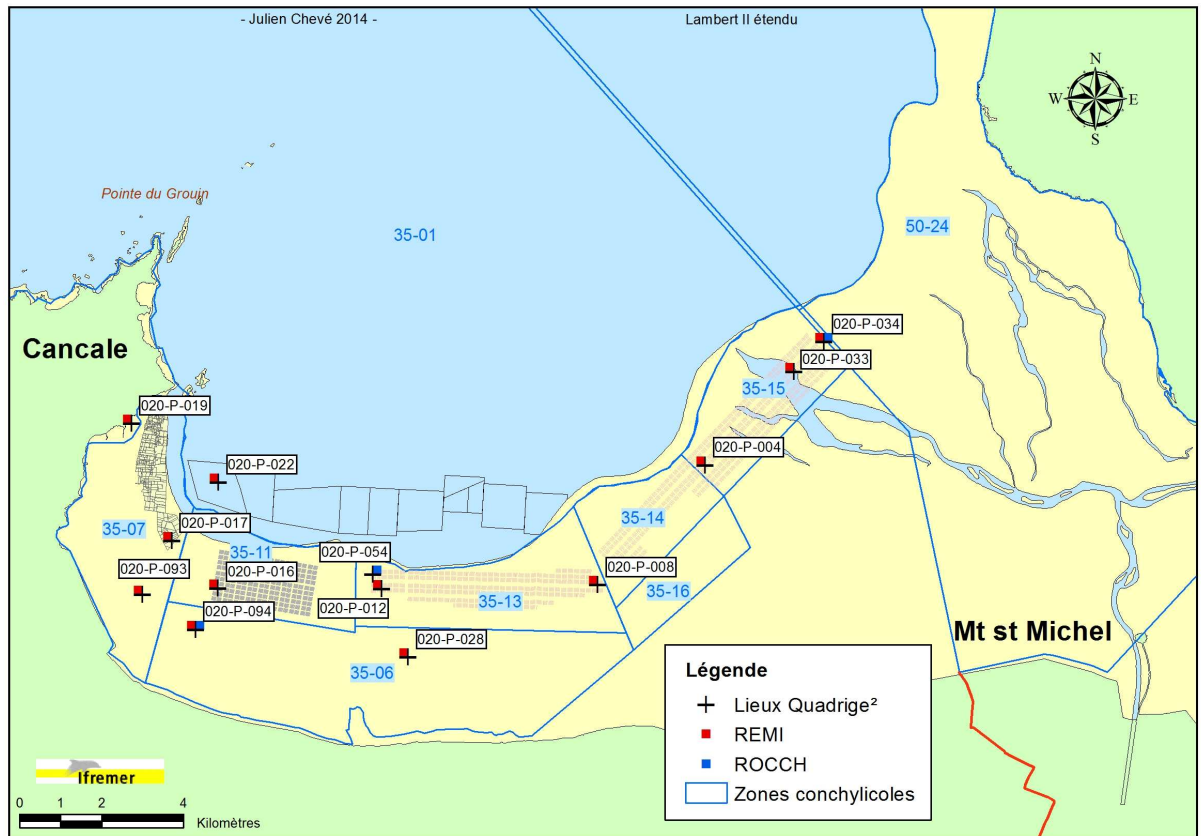 - Julien Chevé 2014 -
Lambert II étendu
N
W
E
S
Pointe du Grouin
35-01
50-24
020-P-034
Cancale
020-P-033
35-15
020-P-019
020-P-004
020-P-022
35-14
020-P-017
35-07
35-11
020-P-054
020-P-093
020-P-016
020-P-008
35-16
020-P-012
35-13
020-P-094
020-P-028
Mt st Michel
35-06
Légende
Lieux Quadrige²
REMI
ROCCH
Zones conchylicoles
Ifremer
0 1 2 4
Kilomètres